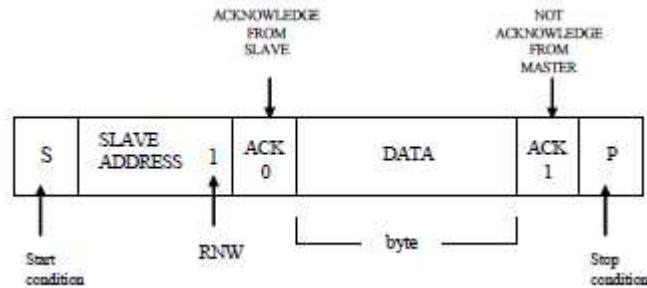 ACKNOWLEDGE
FROM
SLAVE
NOT
ACKNOWLEDGE
FROM
MASTER
S
SLAVE
ADDRESS 1
ACK
0
DATA
ACK
1
P
Start
condition
RNW
byte
Stop
condition